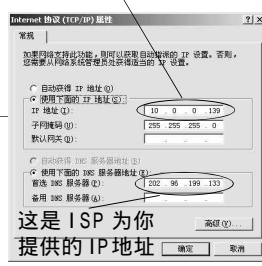 Internet 协议 (TCP/IP) 属性
常规
如果网络支持此功能，则可以获取自动指派的 IP 设置。否则，
您需要从网络系统管理员处获得适当的 IP 设置。
自动获得 IP 地址(O)
使用下面的 IP 地址(S):
IP 地址(I): 10 . 0 . 0 .139
子网掩码(U): 255 .255 .255 .0
默认网关(D): . . .
自动获得 DNS 服务器地址(B)
使用下面的 DNS 服务器地址(E):
首选 DNS 服务器(P): 202 . 96 .199 .133
备用 DNS 服务器(A): . . .
这是ISP为你
提供的IP地址
高级(V)...
确定
取消